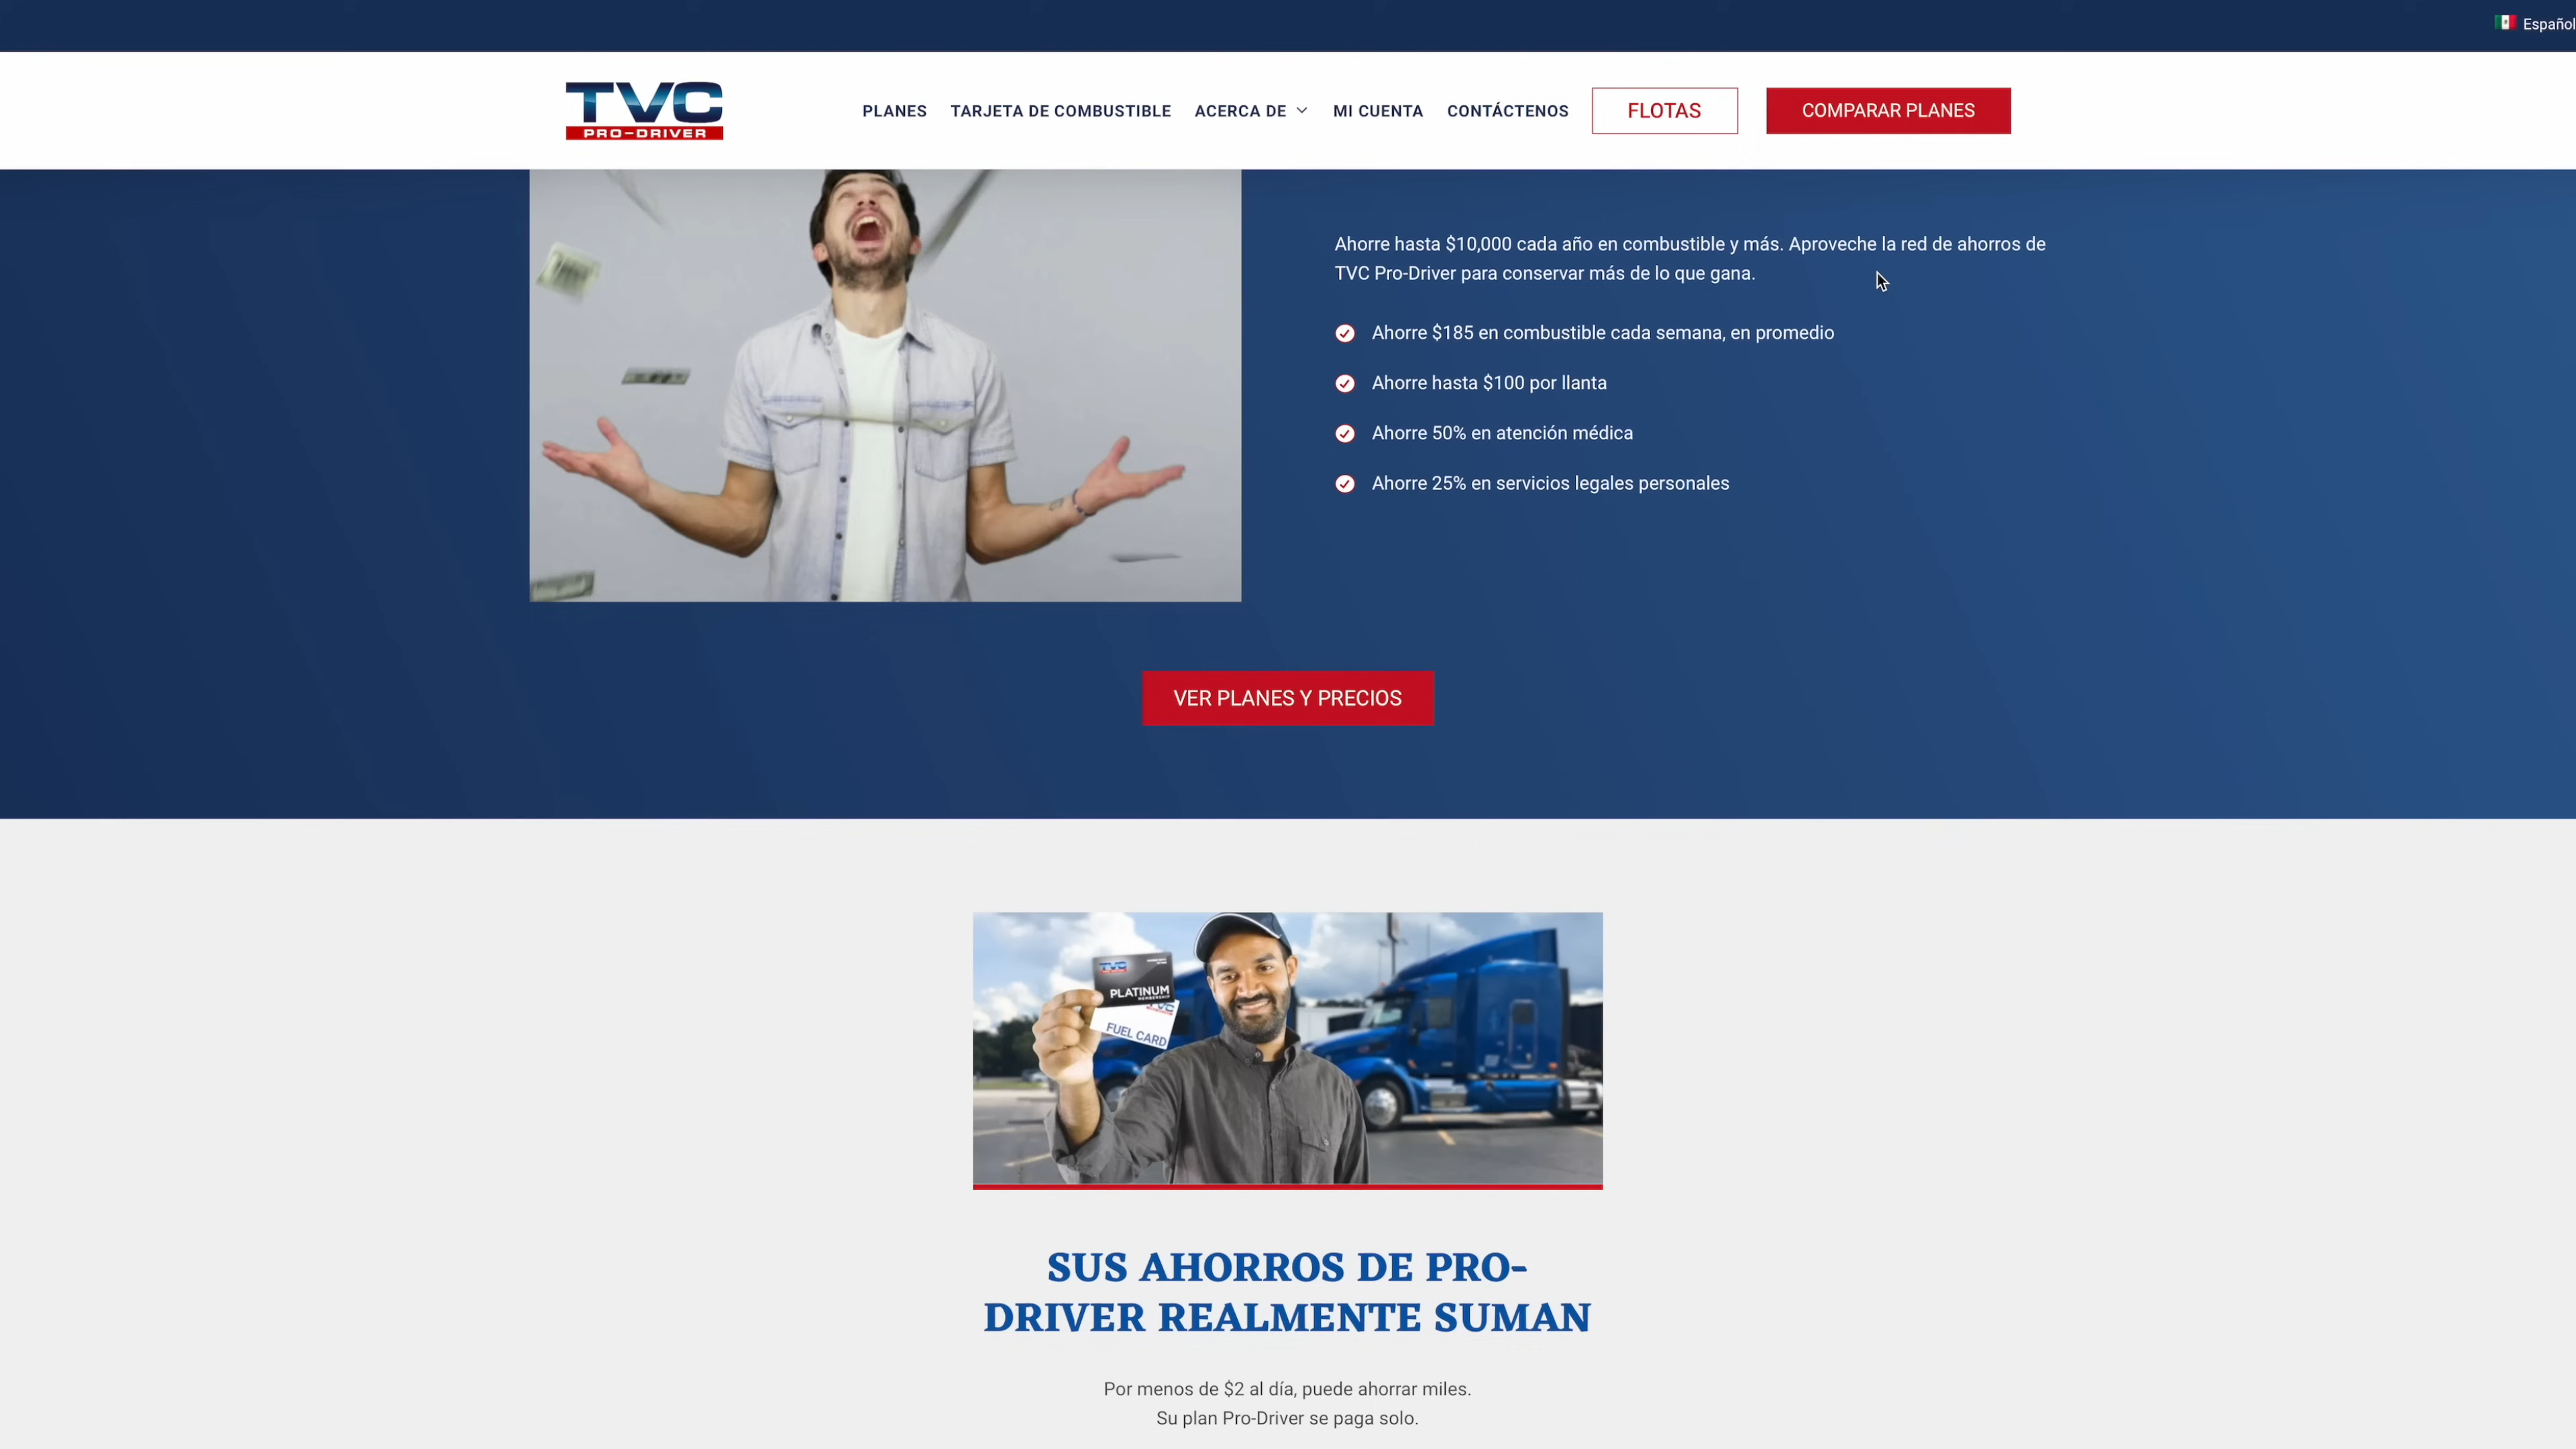 Español
TVC
PRO-DRIVER
PLANES
TARJETA DE COMBUSTIBLE
ACERCA DE
MI CUENTA
CONTÁCTENOS
FLOTAS
COMPARAR PLANES
Ahorre hasta $10,000 cada año en combustible y más. Aproveche la red de ahorros de
TVC Pro-Driver para conservar más de lo que gana.
Ahorre $185 en combustible cada semana, en promedio
Ahorre hasta $100 por llanta
Ahorre 50% en atención médica
Ahorre 25% en servicios legales personales
VER PLANES Y PRECIOS
TVC
PLATINUM
MEMBERSHIP
TVC
FUEL CARD
SUS AHORROS DE PRO-
DRIVER REALMENTE SUMAN
Por menos de $2 al día, puede ahorrar miles.
Su plan Pro-Driver se paga solo.